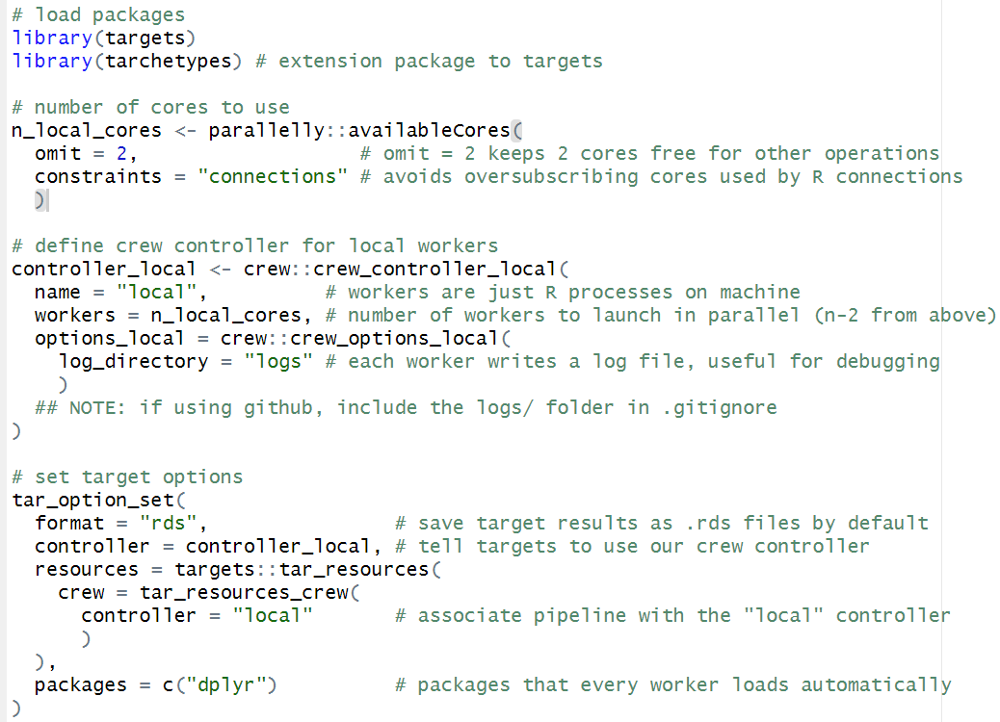 # load packages
library(targets)
library(tarchetypes) # extension package to targets

# number of cores to use
n_local_cores <- parallelly::availableCores(
  omit = 2,                   # omit = 2 keeps 2 cores free for other operations
  constraints = "connections" # avoids oversubscribing cores used by R connections
  )

# define crew controller for local workers
controller_local <- crew::crew_controller_local(
  name = "local",          # workers are just R processes on machine
  workers = n_local_cores, # number of workers to launch in parallel (n-2 from above)
  options_local = crew::crew_options_local(
    log_directory = "logs" # each worker writes a log file, useful for debugging
    )
  ## NOTE: if using github, include the logs/ folder in .gitignore
)

# set target options
tar_option_set(
  format = "rds",                # save target results as .rds files by default
  controller = controller_local, # tell targets to use our crew controller
  resources = targets::tar_resources(
    crew = tar_resources_crew(
      controller = "local"       # associate pipeline with the "local" controller
      )
  ),
  packages = c("dplyr")          # packages that every worker loads automatically
)